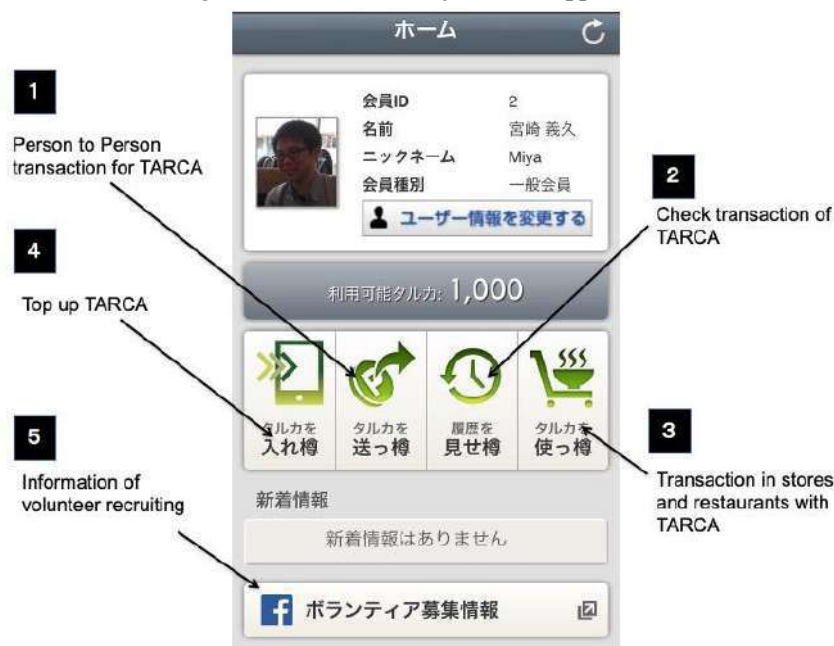 ホーム
1
Person to Person
transaction for TARCA
会員ID 2
名前 宮崎 義久
ニックネーム Miya
会員種別 一般会員
ユーザー情報を変更する
2
Check transaction of
TARCA
4
Top up TARCA
利用可能タルカ: 1,000
タルカを
入れ樽
タルカを
送っ樽
履歴を
見せ樽
タルカを
使っ樽
3
Transaction in stores
and restaurants with
TARCA
5
Information of
volunteer recruiting
新着情報
新着情報はありません
ボランティア募集情報